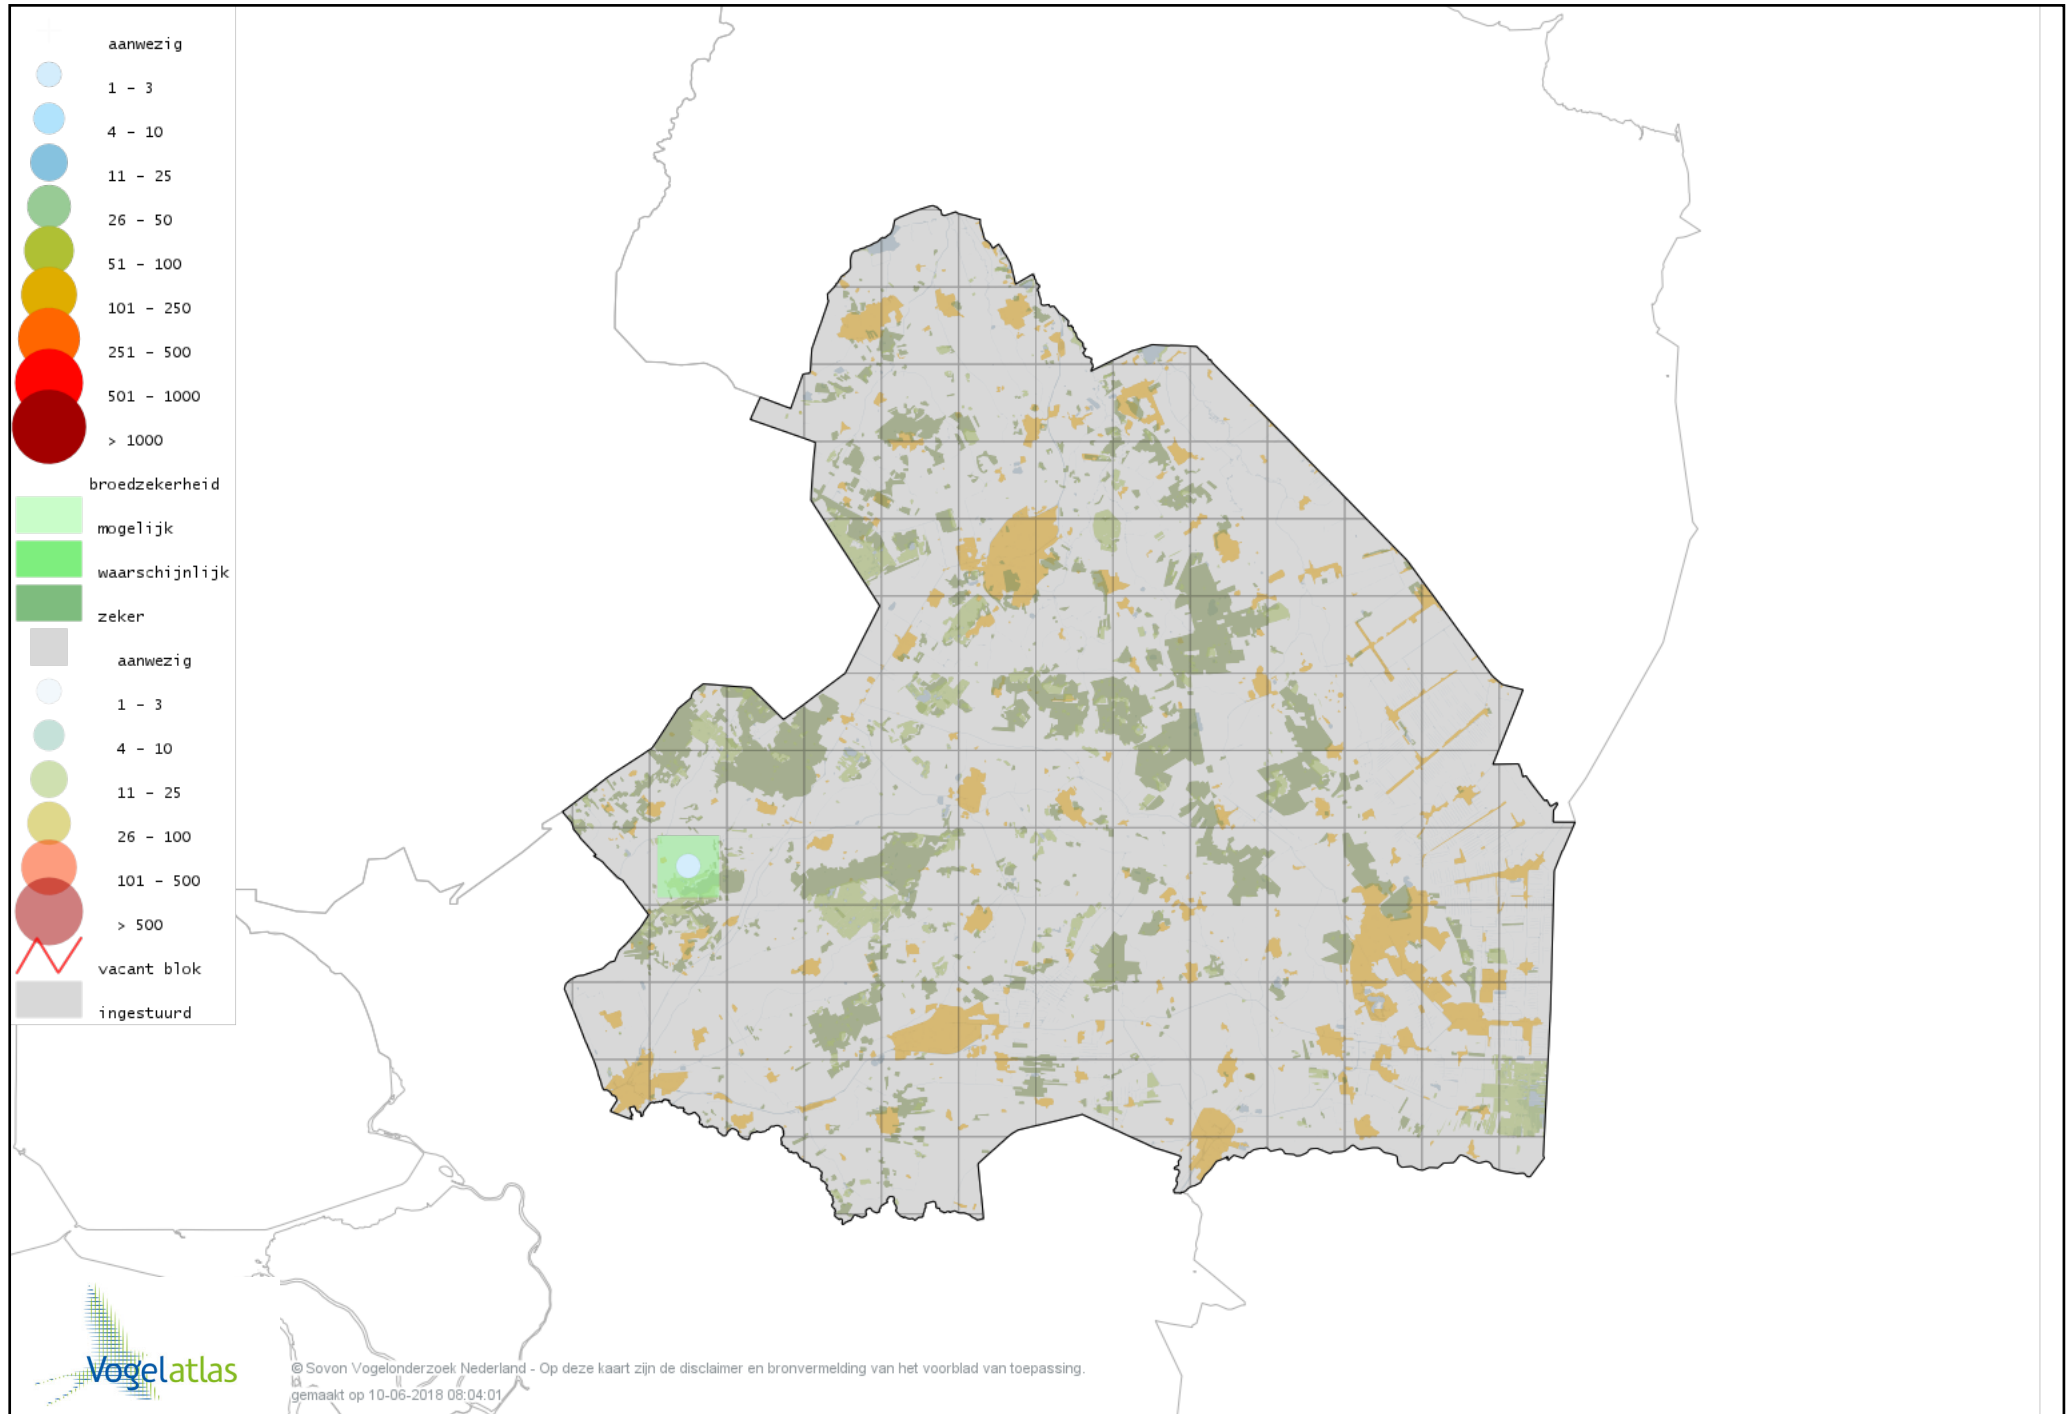 aanwezig
1 - 3
4 - 10
11 - 25
26 - 50
51 - 100
101 - 250
251 - 500
501 - 1000
> 1000
broedzekerheid
mogelijk
waarschijnlijk
zeker
aanwezig
1 - 3
4 - 10
11 - 25
26 - 100
101 - 500
> 500
vacant blok
ingestuurd
Vogelatlas
© Sovon Vogelonderzoek Nederland - Op deze kaart zijn de disclaimer en bronvermelding van het voorblad van toepassing.
gemaakt op 10-06-2018 08:04:01